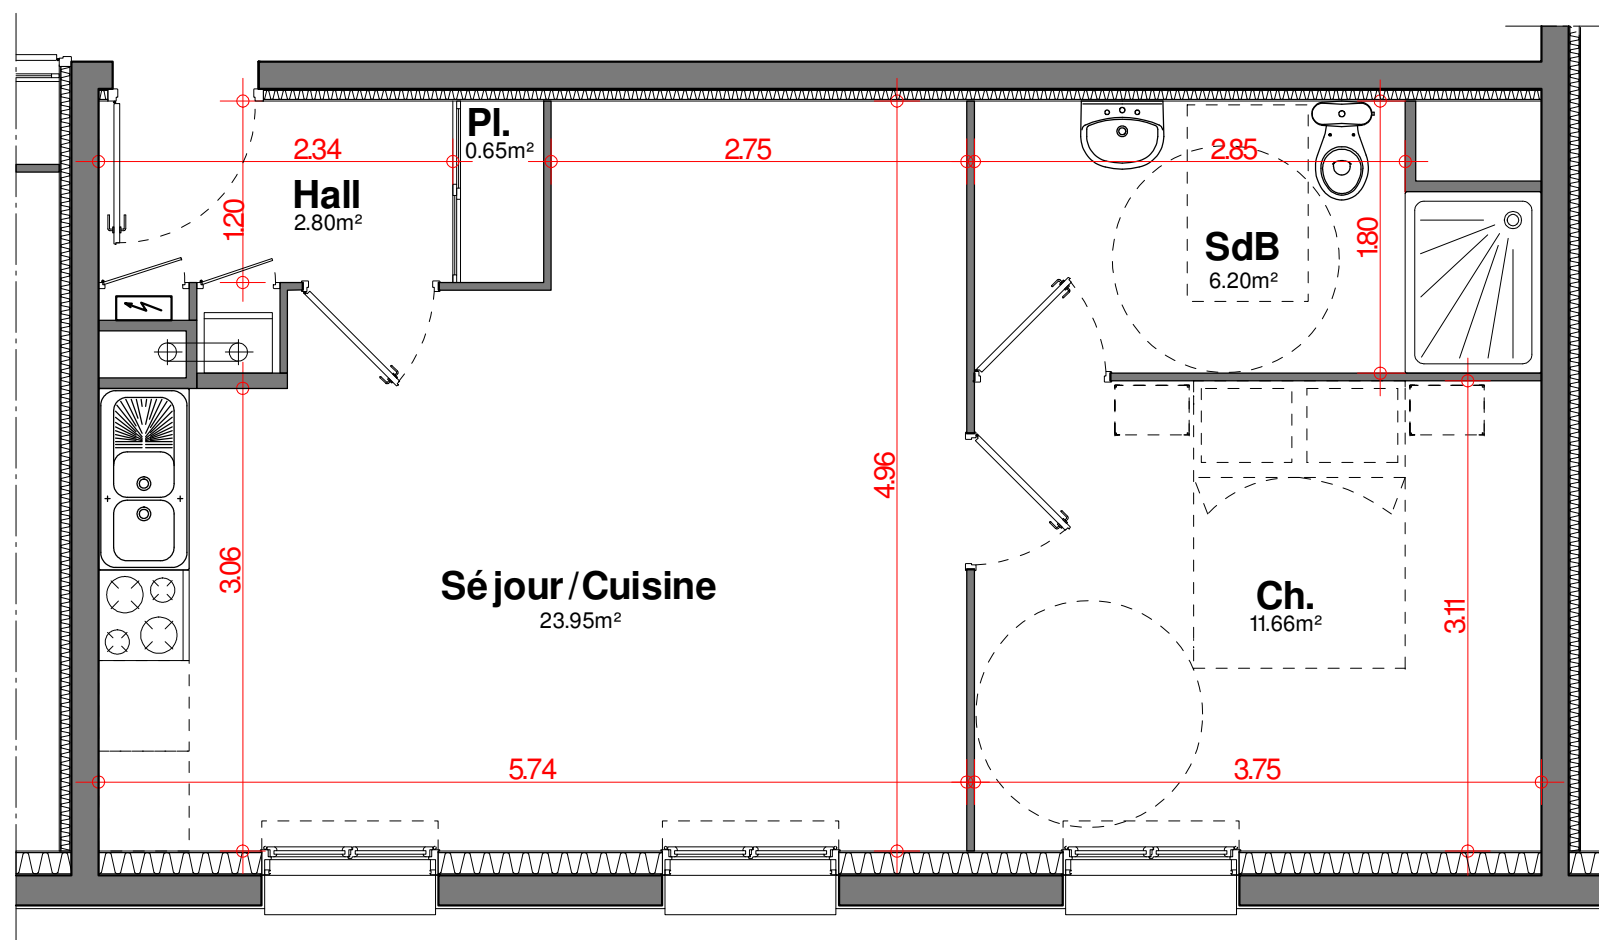 Pl.
0.65m²
2.34
2.75
2.85
Hall
2.80m²
1.20
1.80
SdB
6.20m²
4.96
3.06
Séjour/Cuisine
23.95m²
Ch.
11.66m²
3.11
5.74
3.75